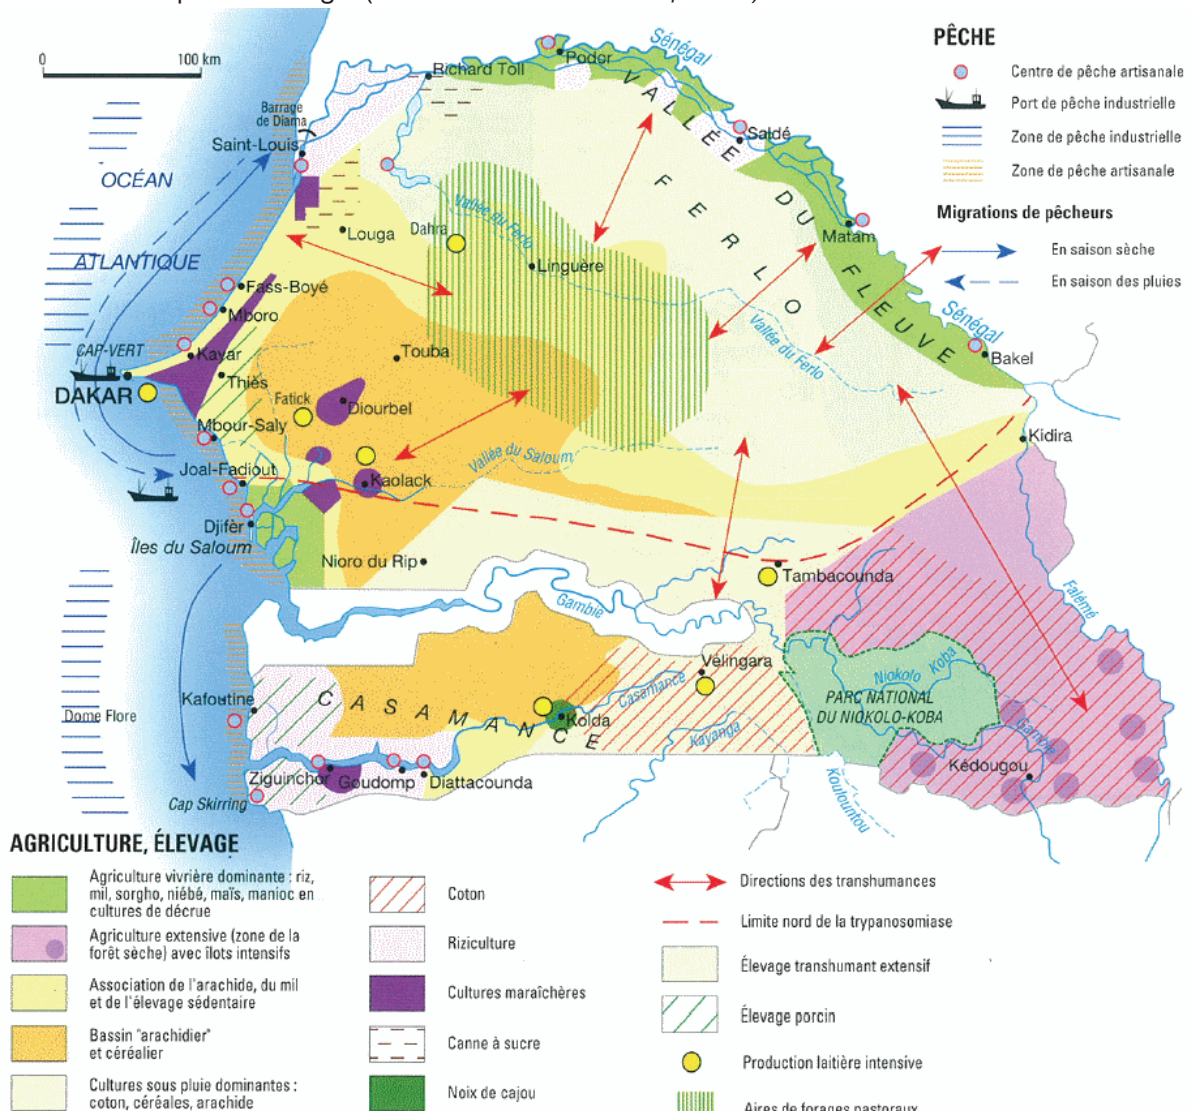 0
100 km
Barrage
de Diama
Saint-Louis
OCÉAN
ATLANTIQUE
Richard Toll
Podor
Sénégal
Saldé
VALLÉE DU FLEUVE
FERLO
Matam
Sénégal
Bakel
Kidira
Louga
Dahra
Vallée du Ferlo
Linguère
Vallée du Ferlo
Fass-Boyé
Mboro
CAP-VERT
Kayar
Thiès
DAKAR
Touba
Fatick
Diourbel
Mbour-Saly
Joal-Fadiout
Kaolack
Vallée du Saloum
Djifèr
Îles du Saloum
Nioro du Rip
Tambacounda
Gambie
Falémé
Vélingara
Niokolo Koba
PARC NATIONAL
DU NIOKOLO-KOBA
Gambie
Kédougou
Kafoutine
Dome Flore
CASAMANCE
Casamance
Kolda
Kayanga
Koulountou
Ziguinchor
Goudomp
Diattacounda
Cap Skirring
PÊCHE
Centre de pêche artisanale
Port de pêche industrielle
Zone de pêche industrielle
Zone de pêche artisanale
Migrations de pêcheurs
En saison sèche
En saison des pluies
AGRICULTURE, ÉLEVAGE
Agriculture vivrière dominante : riz,
mil, sorgho, niébé, maïs, manioc en
cultures de décrue
Agriculture extensive (zone de la
forêt sèche) avec îlots intensifs
Association de l'arachide, du mil
et de l'élevage sédentaire
Bassin "arachidier"
et céréalier
Cultures sous pluie dominantes :
coton, céréales, arachide
Coton
Riziculture
Cultures maraîchères
Canne à sucre
Noix de cajou
Directions des transhumances
Limite nord de la trypanosomiase
Élevage transhumant extensif
Élevage porcin
Production laitière intensive
Aires de forages pastoraux